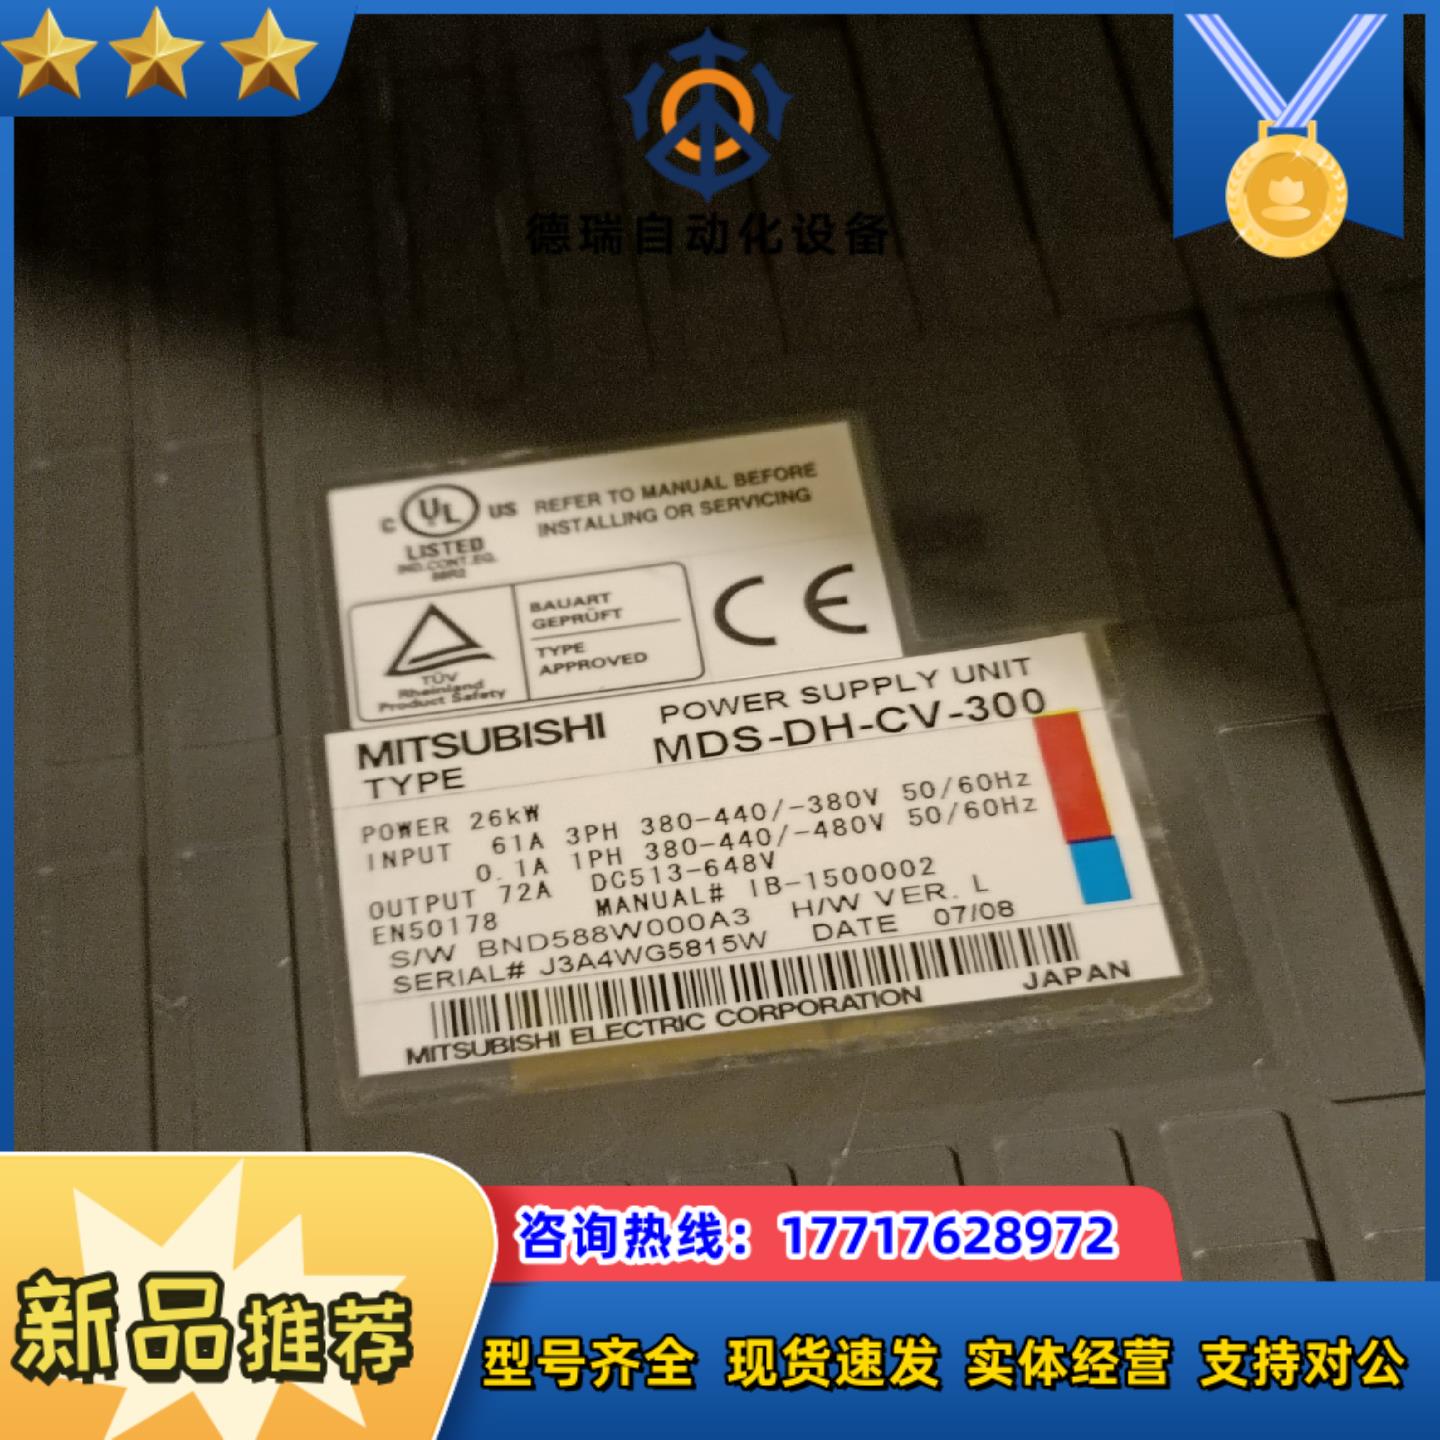 德瑞自动化设备
C UL US
LISTED
IND.CONT.EQ.
REFER TO MANUAL BEFORE
INSTALLING OR SERVICING
TÜV
Rheinland
Product Safety
BAUART
GEPRÜFT
TYPE
APPROVED
CE
MITSUBISHI POWER SUPPLY UNIT
TYPE MDS-DH-CV-300
POWER 26kW
INPUT 61A 3PH 380-440/-380V 50/60Hz
0.1A 1PH 380-440/-480V 50/60Hz
OUTPUT 72A DC513-648V
EN50178 MANUAL# IB-1500002
S/W BND588W000A3 H/W VER. L
SERIAL# J3A4WG5815W DATE 07/08
MITSUBISHI ELECTRIC CORPORATION JAPAN
咨询热线：17717628972
新品推荐
型号齐全 现货速发 实体经营 支持对公